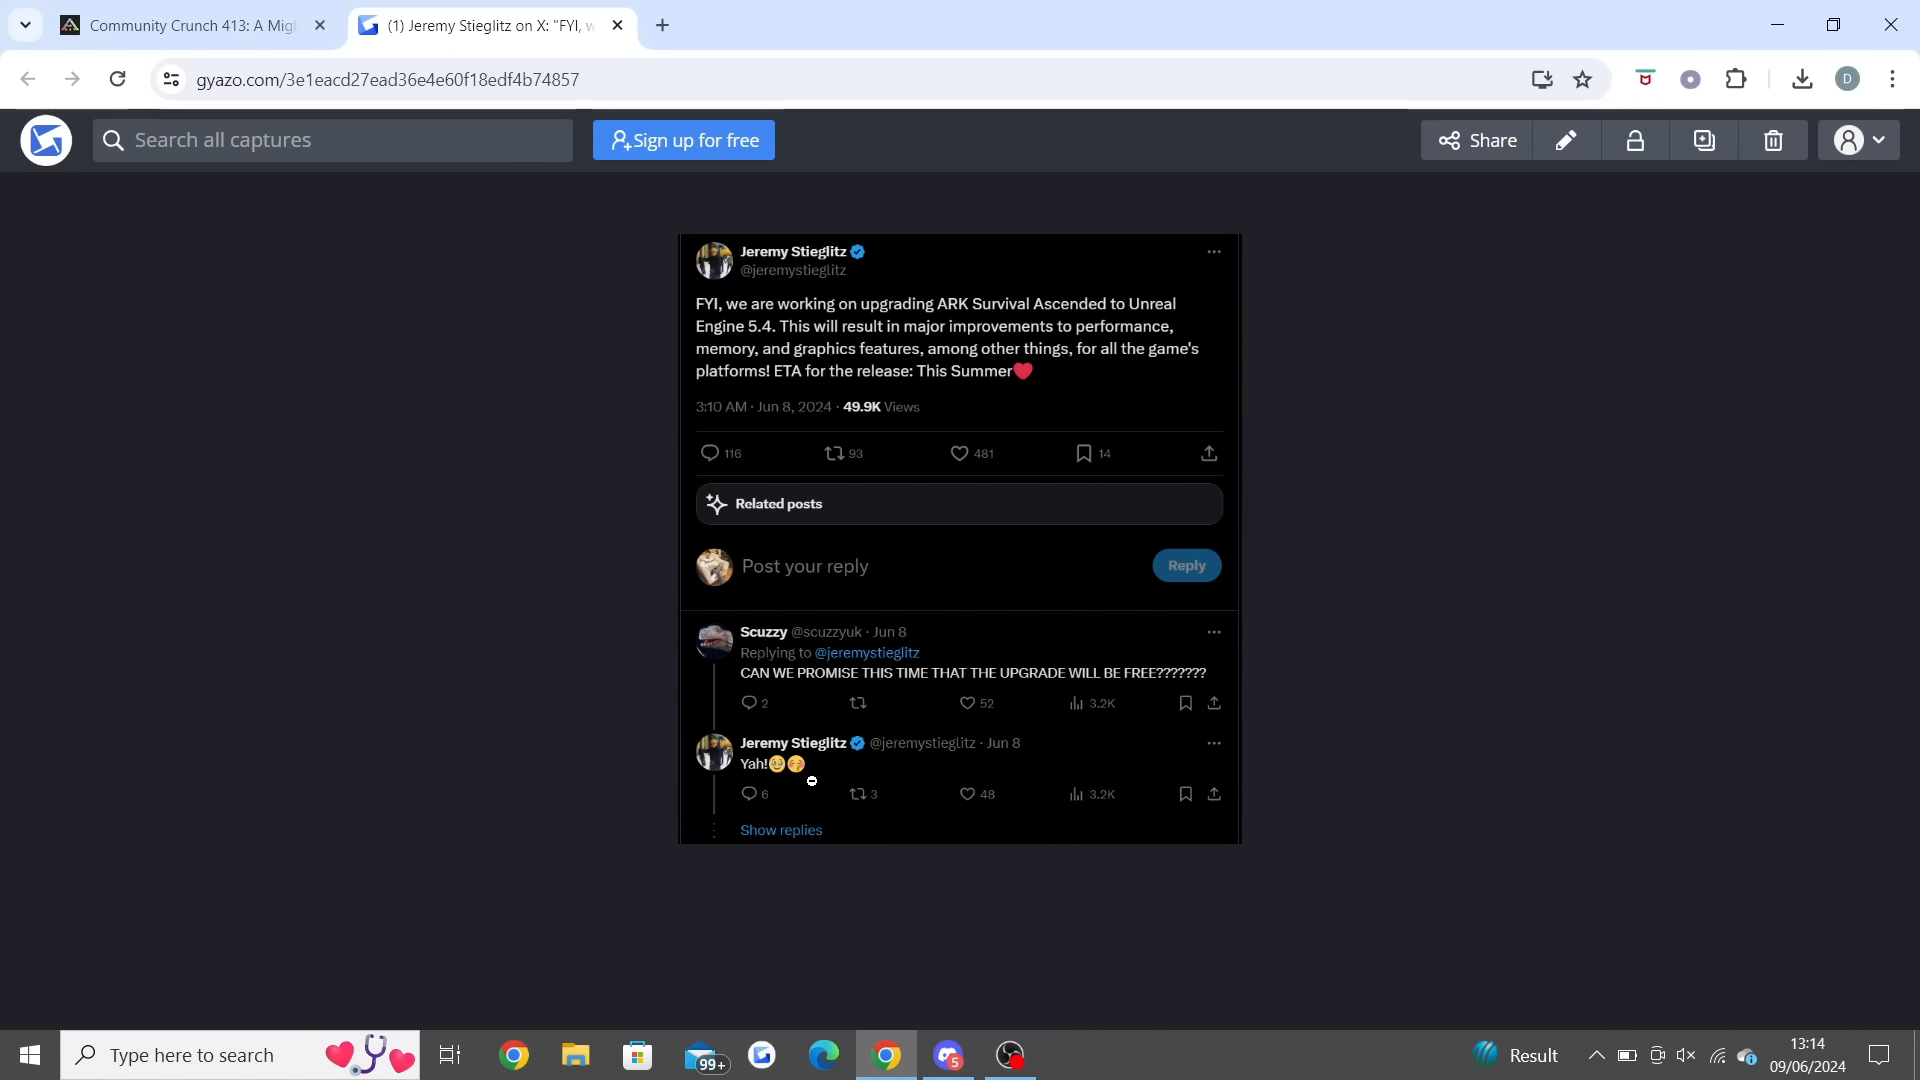 Community Crunch 413: A Mig
(1) Jeremy Stieglitz on X: "FYI, w
gyazo.com/3e1eacd27ead36e4e60f18edf4b74857
D
Search all captures
Sign up for free
Share
Jeremy Stieglitz
@jeremystieglitz
FYI, we are working on upgrading ARK Survival Ascended to Unreal
Engine 5.4. This will result in major improvements to performance,
memory, and graphics features, among other things, for all the game's
platforms! ETA for the release: This Summer❤️
3:10 AM · Jun 8, 2024 · 49.9K Views
116 93 481 14
Related posts
Post your reply
Reply
Scuzzy @scuzzyuk · Jun 8
Replying to @jeremystieglitz
CAN WE PROMISE THIS TIME THAT THE UPGRADE WILL BE FREE???????
2 52 3.2K
Jeremy Stieglitz @jeremystieglitz · Jun 8
Yah!🥹😚
6 3 48 3.2K
Show replies
Type here to search
99+
5
Result
13:14
09/06/2024